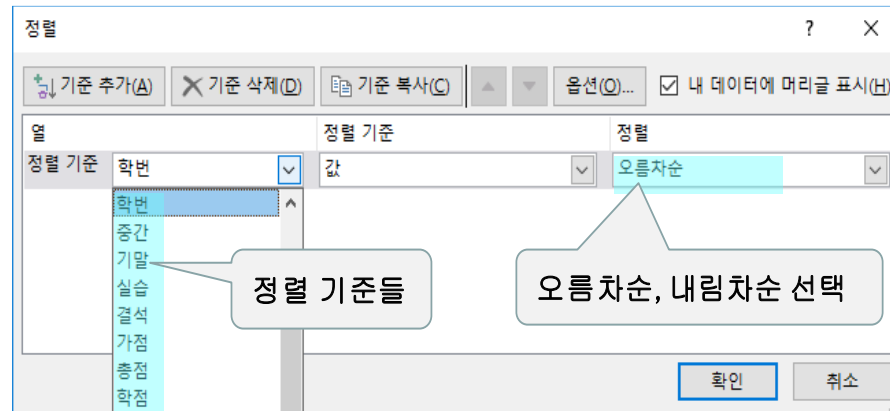 정렬 ? X
기준 추가(A) 기준 삭제(D) 기준 복사(C) 옵션(O)... 내 데이터에 머리글 표시(H)
열 정렬 기준 정렬
정렬 기준 학번 값 오름차순
학번
중간
기말
실습
결석
가점
총점
학점
정렬 기준들
오름차순, 내림차순 선택
확인 취소